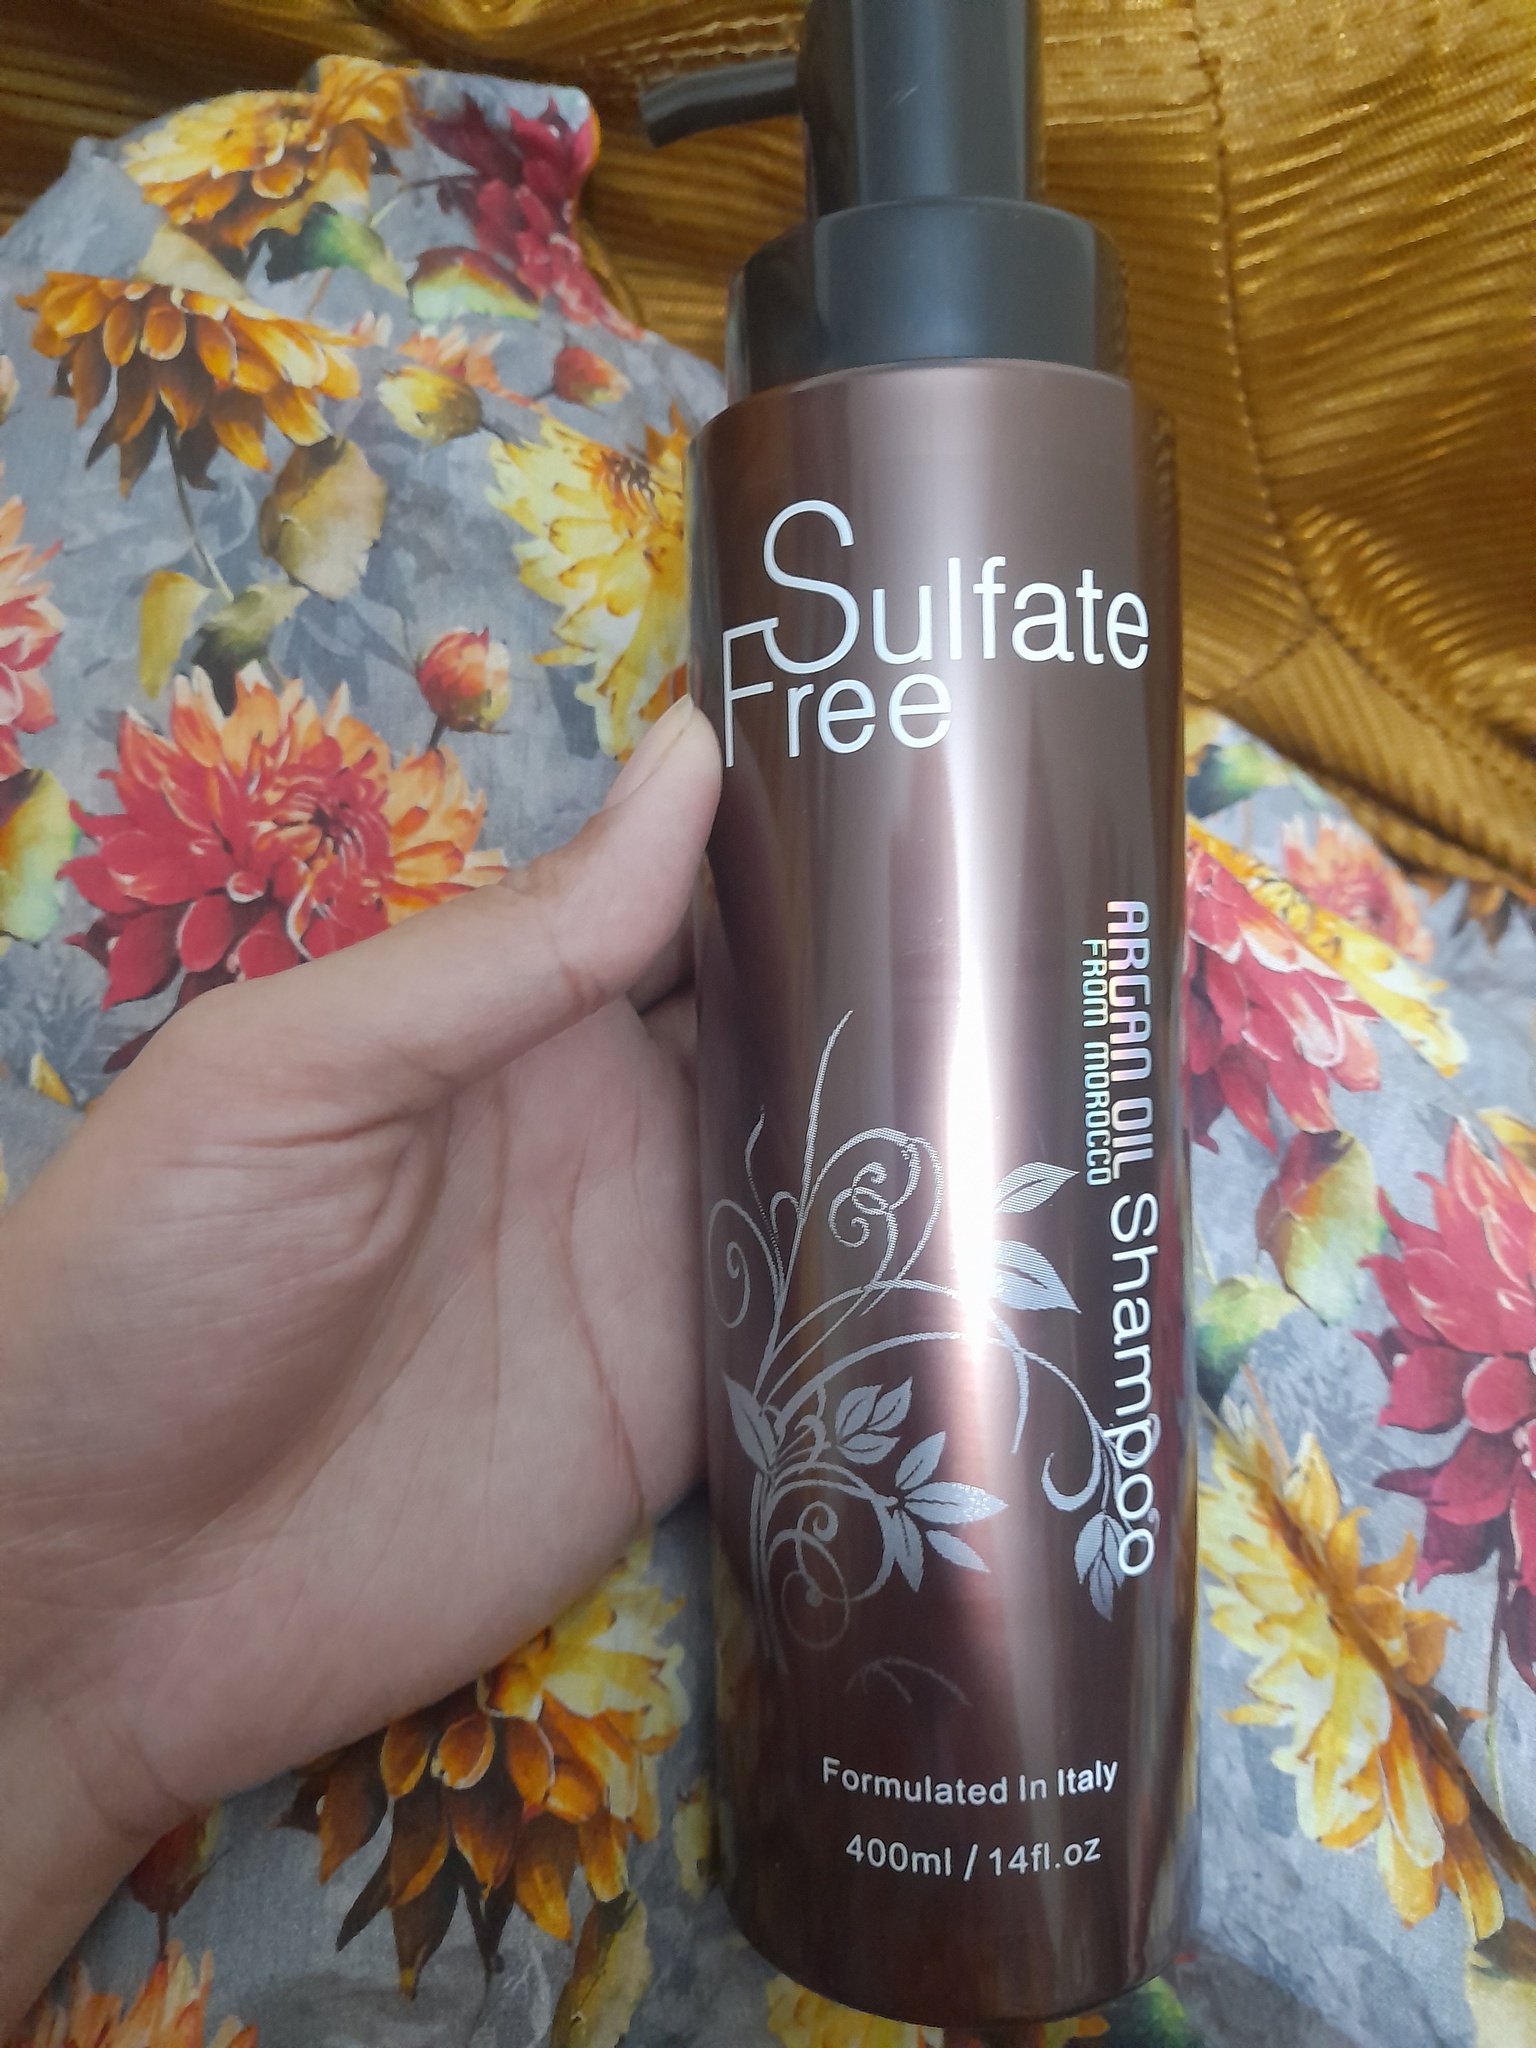 Sulfate
Free
ARGAN OIL Shampoo
FROM MOROCCO
Formulated In Italy
400ml / 14fl.oz